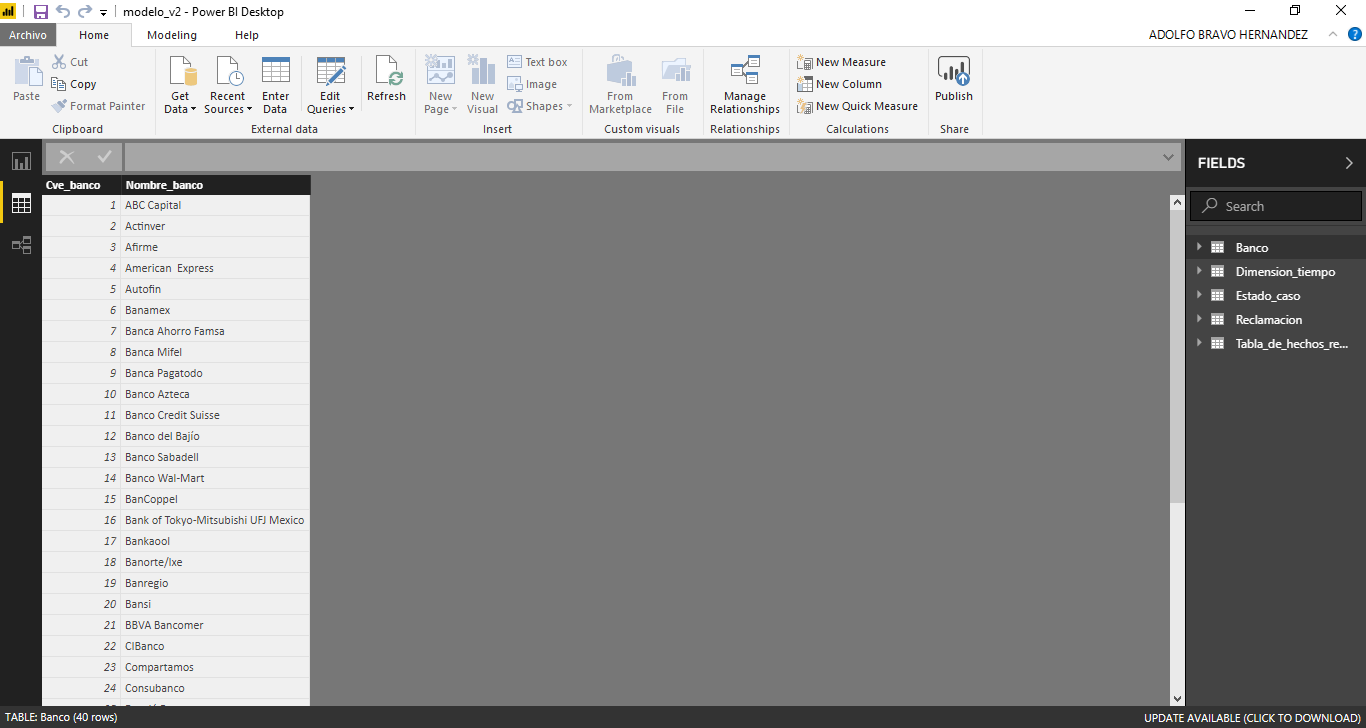 modelo_v2 - Power BI Desktop
Archivo Home Modeling Help ADOLFO BRAVO HERNANDEZ ?
Paste
Cut
Copy
Format Painter
Clipboard
Get Data
Recent Sources
Enter Data
Edit Queries
Refresh
External data
New Page
New Visual
Text box
Image
Shapes
Insert
From Marketplace
From File
Custom visuals
Manage Relationships
Relationships
New Measure
New Column
New Quick Measure
Calculations
Publish
Share
Cve_banco Nombre_banco
1 ABC Capital
2 Actinver
3 Afirme
4 American  Express
5 Autofin
6 Banamex
7 Banca Ahorro Famsa
8 Banca Mifel
9 Banca Pagatodo
10 Banco Azteca
11 Banco Credit Suisse
12 Banco del Bajío
13 Banco Sabadell
14 Banco Wal-Mart
15 BanCoppel
16 Bank of Tokyo-Mitsubishi UFJ Mexico
17 Bankaool
18 Banorte/Ixe
19 Banregio
20 Bansi
21 BBVA Bancomer
22 CIBanco
23 Compartamos
24 Consubanco
FIELDS
Search
Banco
Dimension_tiempo
Estado_caso
Reclamacion
Tabla_de_hechos_re...
TABLE: Banco (40 rows)
UPDATE AVAILABLE (CLICK TO DOWNLOAD)